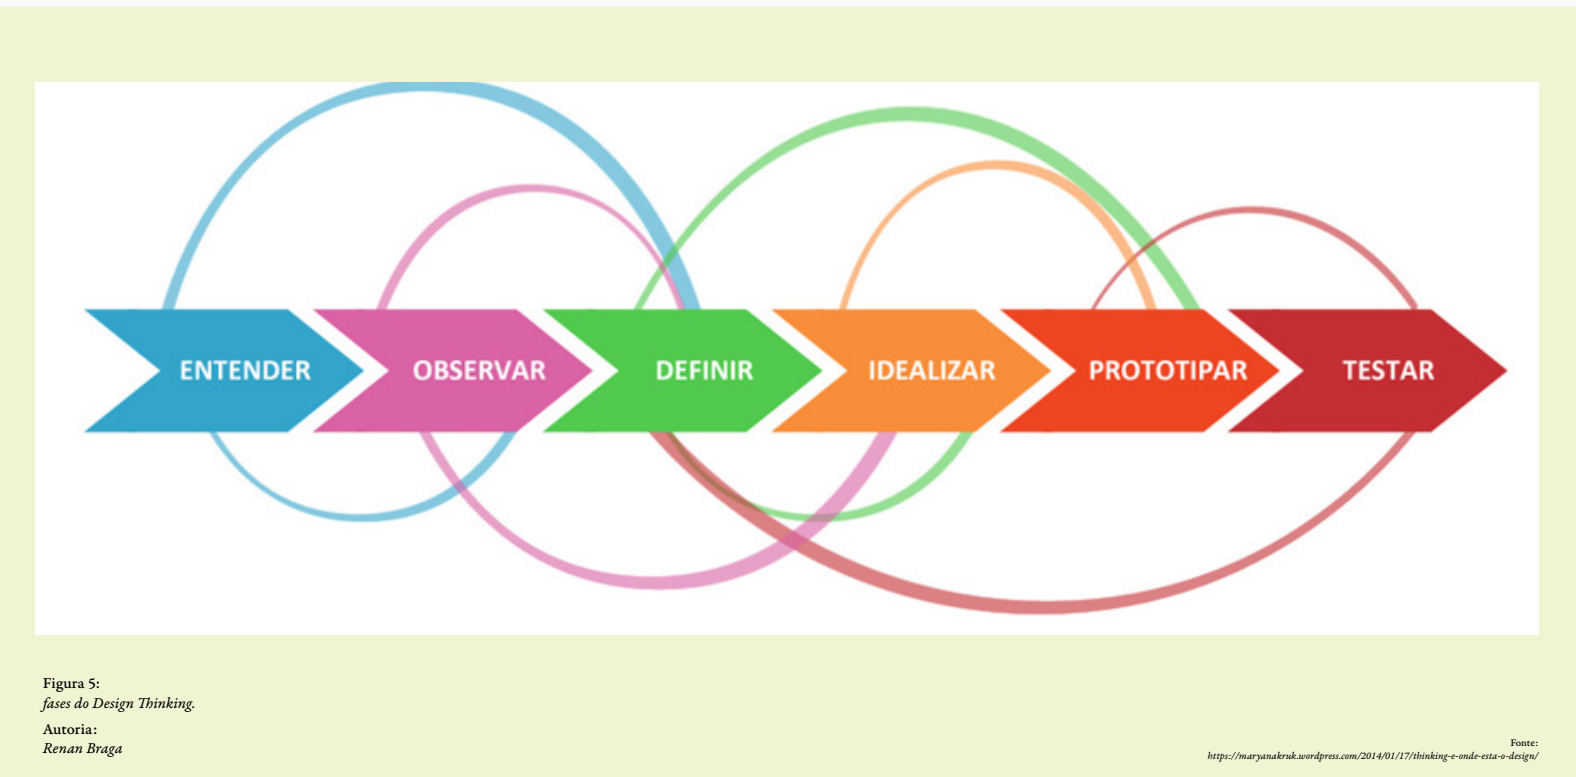 ENTENDER
OBSERVAR
DEFINIR
IDEALIZAR
PROTOTIPAR
TESTAR
Figura 5:
fases do Design Thinking.
Autoria:
Renan Braga
Fonte:
https://maryanakruk.wordpress.com/2014/01/17/thinking-e-onde-esta-o-design/